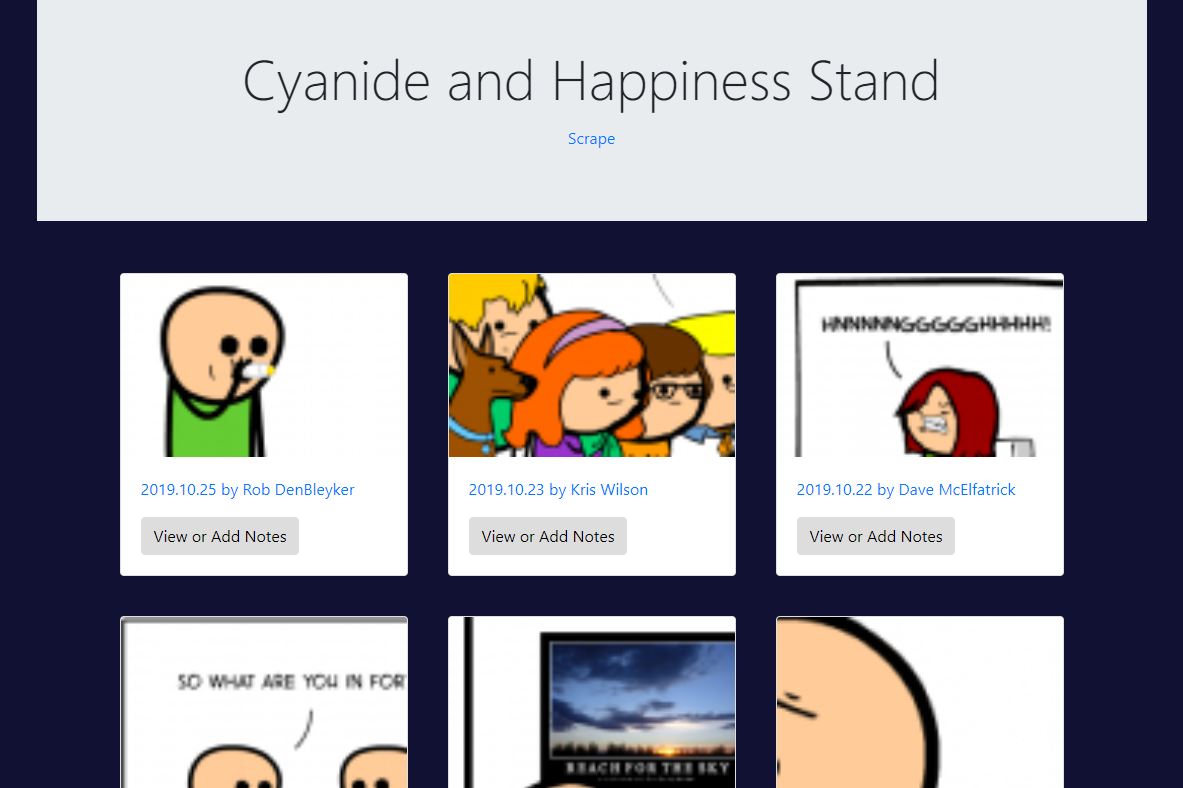 Cyanide and Happiness Stand
Scrape
HNNNNNGGGGGHHHHH!
2019.10.25 by Rob DenBleyker
2019.10.23 by Kris Wilson
2019.10.22 by Dave McElfatrick
View or Add Notes
View or Add Notes
View or Add Notes
SO WHAT ARE YOU IN FOR
REACH FOR THE SKY